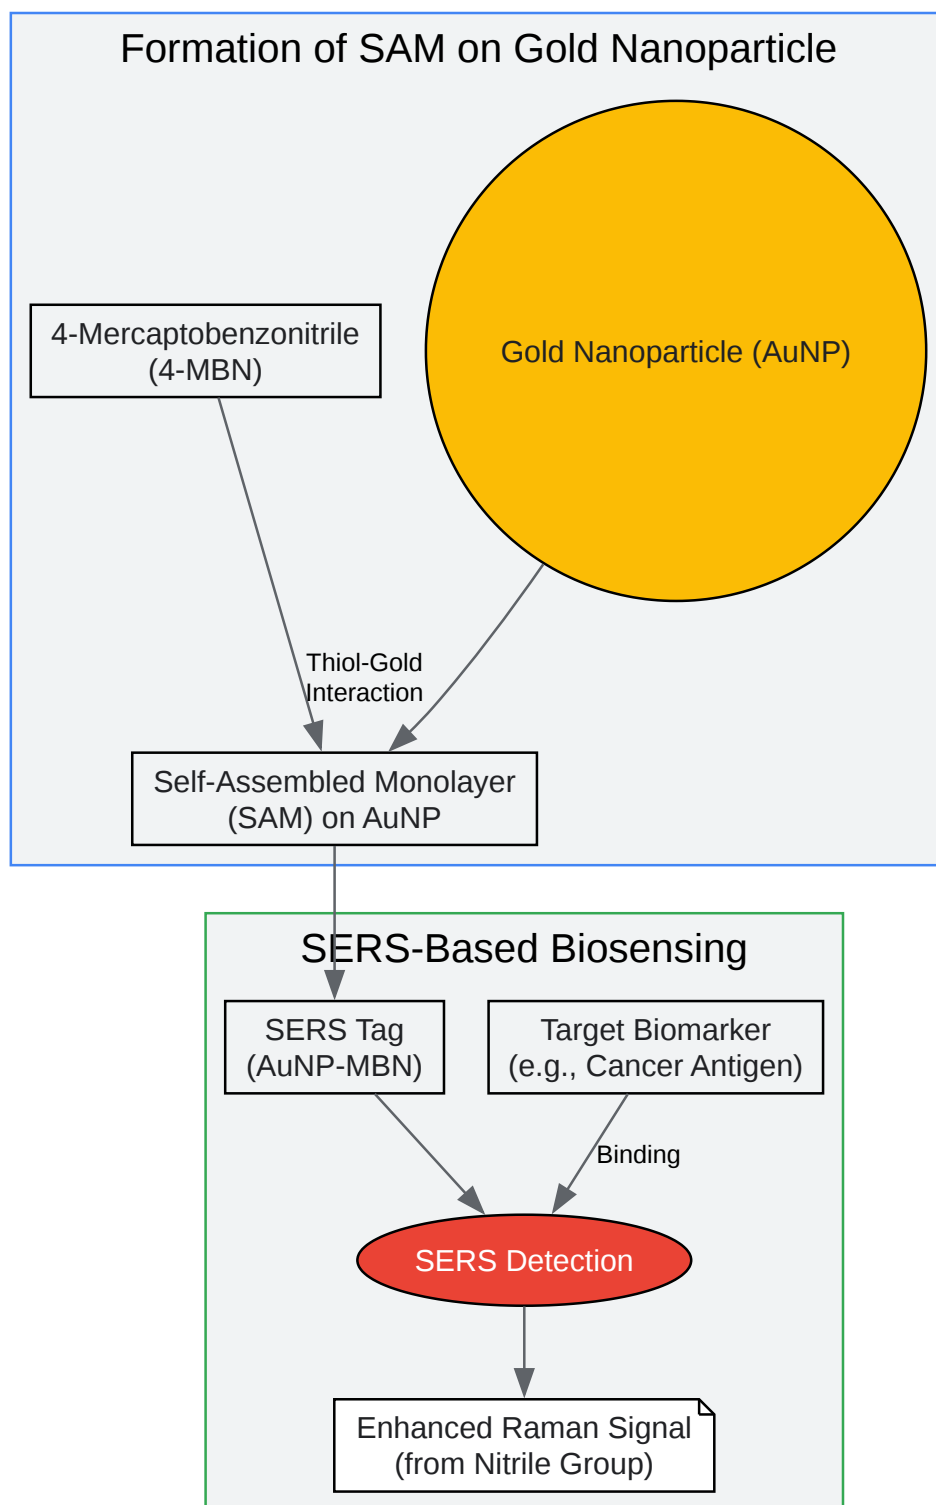 Formation of SAM on Gold Nanoparticle
4-Mercaptobenzonitrile
(4-MBN)
Gold Nanoparticle (AuNP)
Thiol-Gold
Interaction
Self-Assembled Monolayer
(SAM) on AuNP
SERS-Based Biosensing
SERS Tag
(AuNP-MBN)
Target Biomarker
(e.g., Cancer Antigen)
Binding
SERS Detection
Enhanced Raman Signal
(from Nitrile Group)